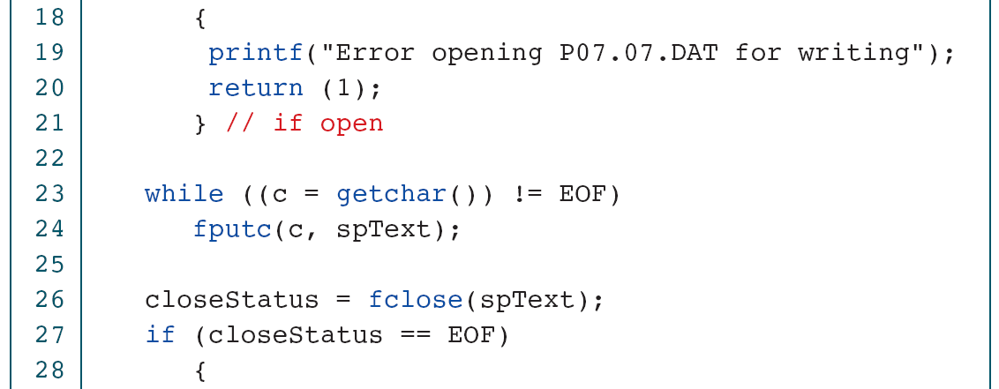 18 {
19 printf("Error opening P07.07.DAT for writing");
20 return (1);
21 } // if open
22
23 while ((c = getchar()) != EOF)
24 fputc(c, spText);
25
26 closeStatus = fclose(spText);
27 if (closeStatus == EOF)
28 {